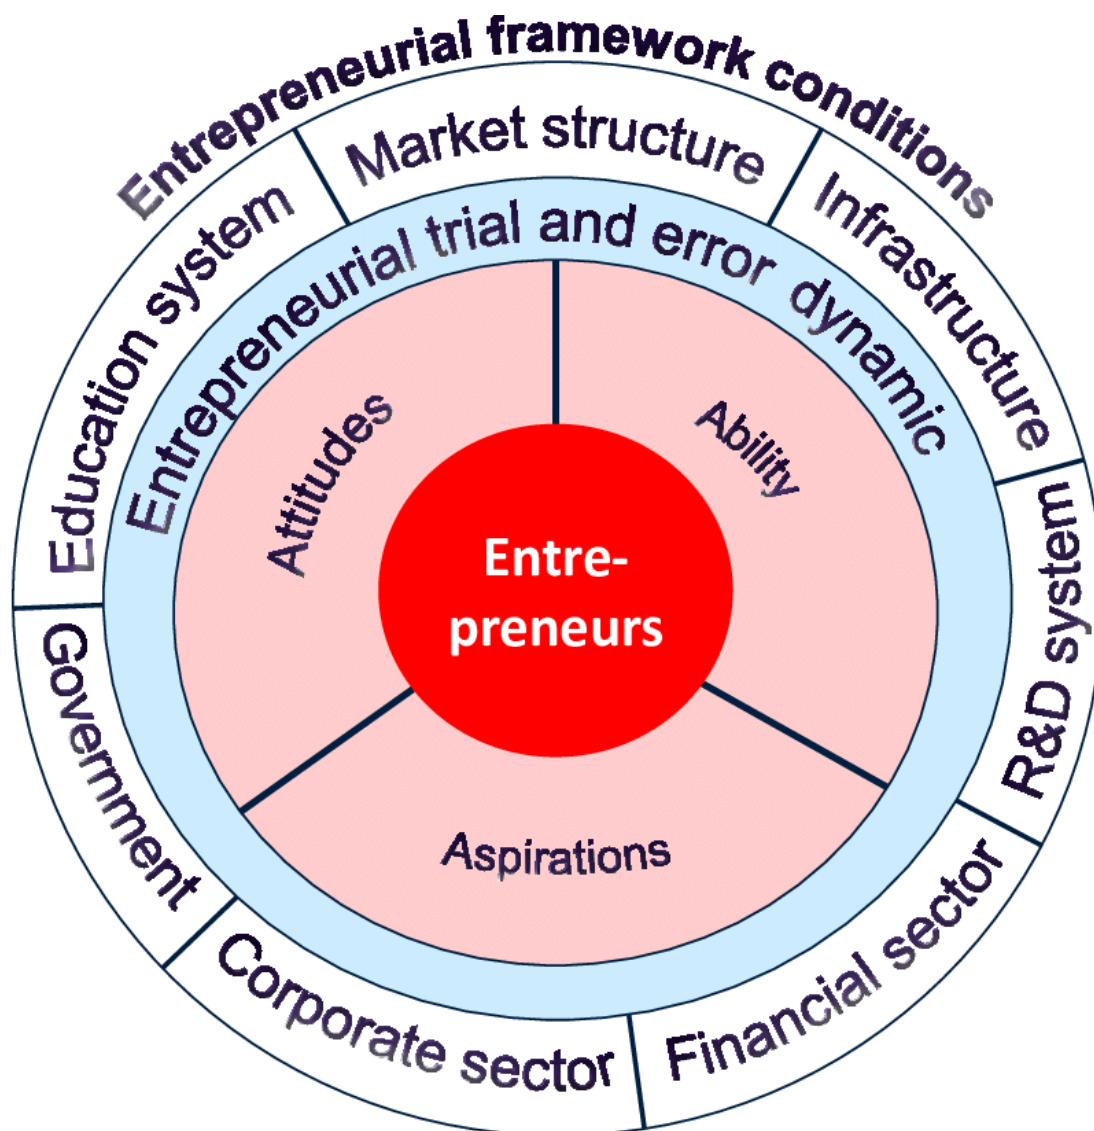 Entrepreneurial framework conditions
Market structure
Infrastructure
R&D system
Financial sector
Corporate sector
Government
Education system
Entrepreneurial trial and error dynamic
Attitudes
Ability
Aspirations
Entre-
preneurs